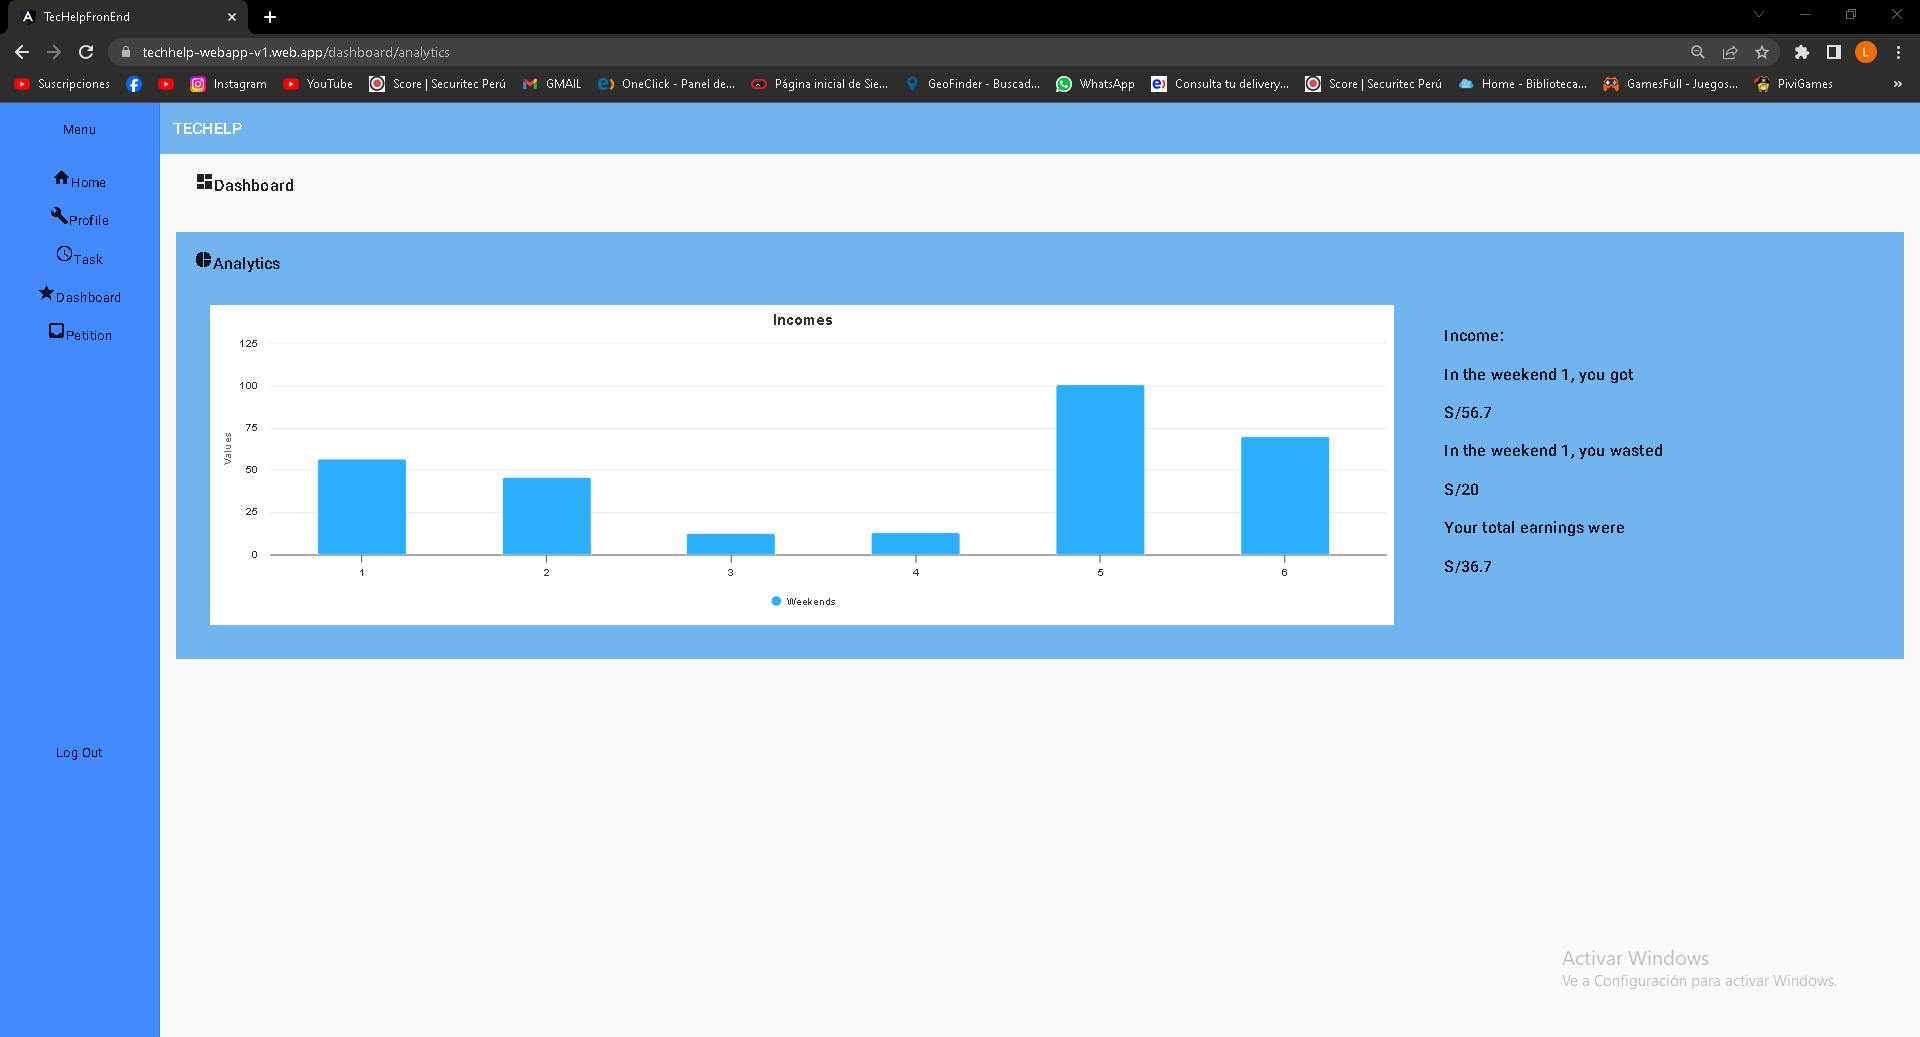 TecHelpFronEnd
techhelp-webapp-v1.web.app/dashboard/analytics
L
Suscripciones
Instagram
YouTube
Score | Securitec Perú
GMAIL
OneClick - Panel de...
Página inicial de Sie...
GeoFinder - Buscad...
WhatsApp
Consulta tu delivery...
Score | Securitec Perú
Home - Biblioteca...
GamesFull - Juegos...
PiviGames
»
Menu
Home
Profile
Task
Dashboard
Petition
Log Out
TECHELP
Dashboard
Analytics
Incomes
Values
125
100
75
50
25
0
1 2 3 4 5 6
Weekends
Income:
In the weekend 1, you got
S/56.7
In the weekend 1, you wasted
S/20
Your total earnings were
S/36.7
Activar Windows
Ve a Configuración para activar Windows.